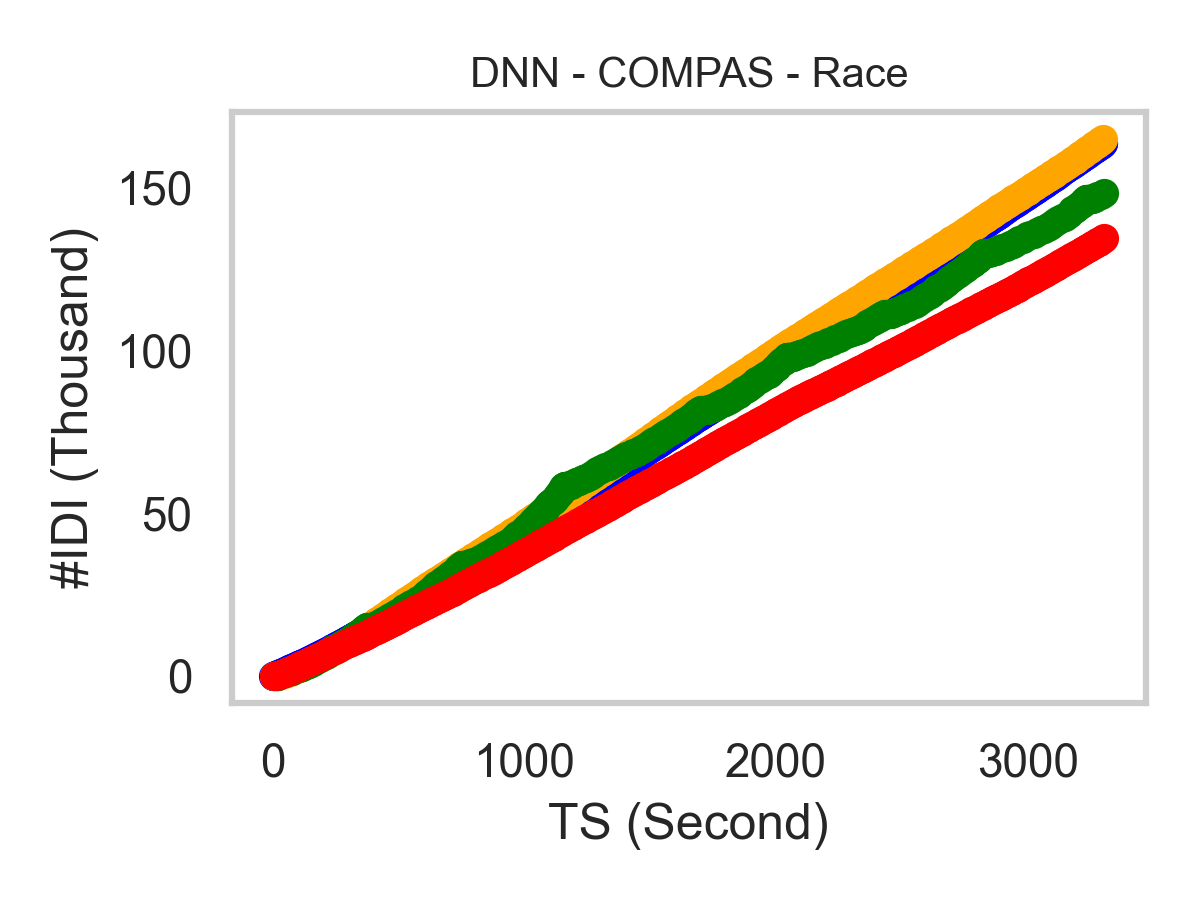 DNN - COMPAS - Race
#IDI (Thousand)
150
100
50
0
0 1000 2000 3000
TS (Second)